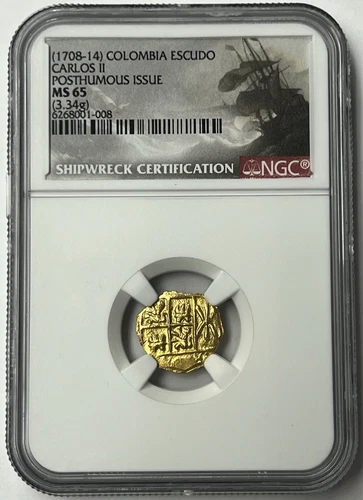 (1708-14) COLOMBIA ESCUDO
CARLOS II
POSTHUMOUS ISSUE
MS 65
(3.34g)
6268001-008
SHIPWRECK CERTIFICATION NGC®